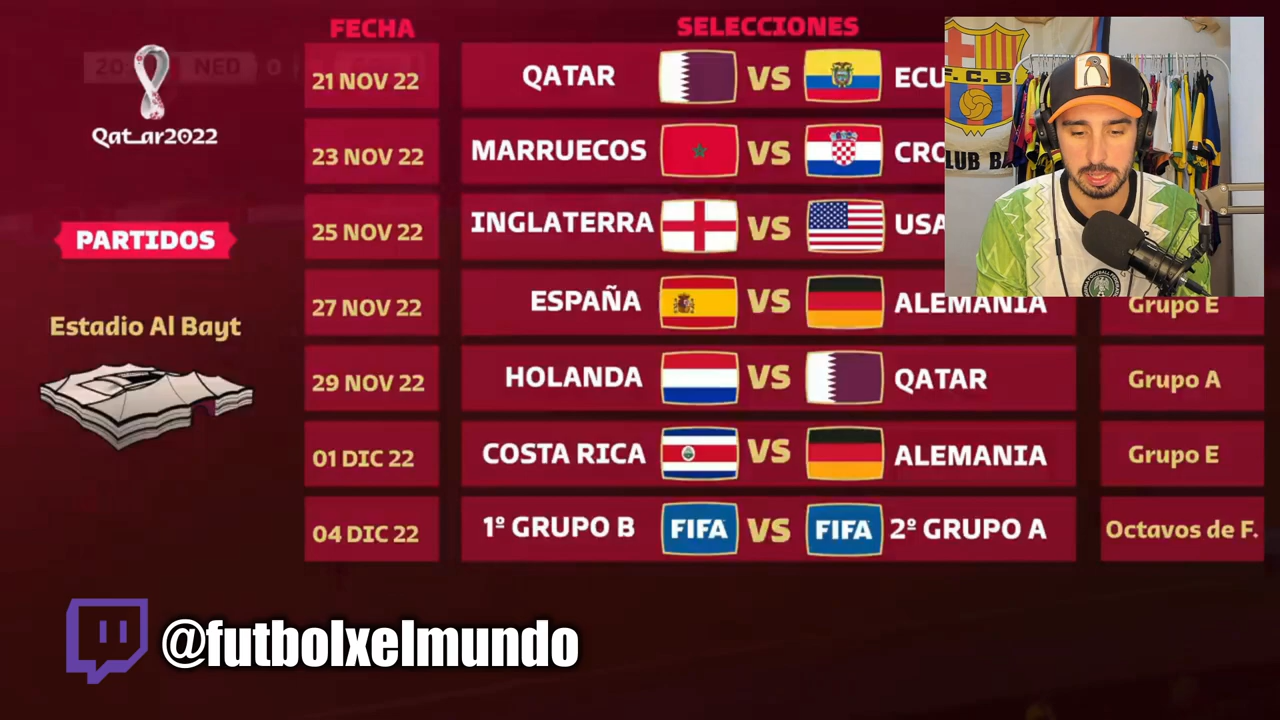 FECHA
SELECCIONES
Qatar2022
PARTIDOS
Estadio Al Bayt
21 NOV 22 QATAR VS ECU
23 NOV 22 MARRUECOS VS CRO
25 NOV 22 INGLATERRA VS USA
27 NOV 22 ESPAÑA VS ALEMANIA Grupo E
29 NOV 22 HOLANDA VS QATAR Grupo A
01 DIC 22 COSTA RICA VS ALEMANIA Grupo E
04 DIC 22 1º GRUPO B FIFA VS FIFA 2º GRUPO A Octavos de F.
F. C. B
@futbolxelmundo